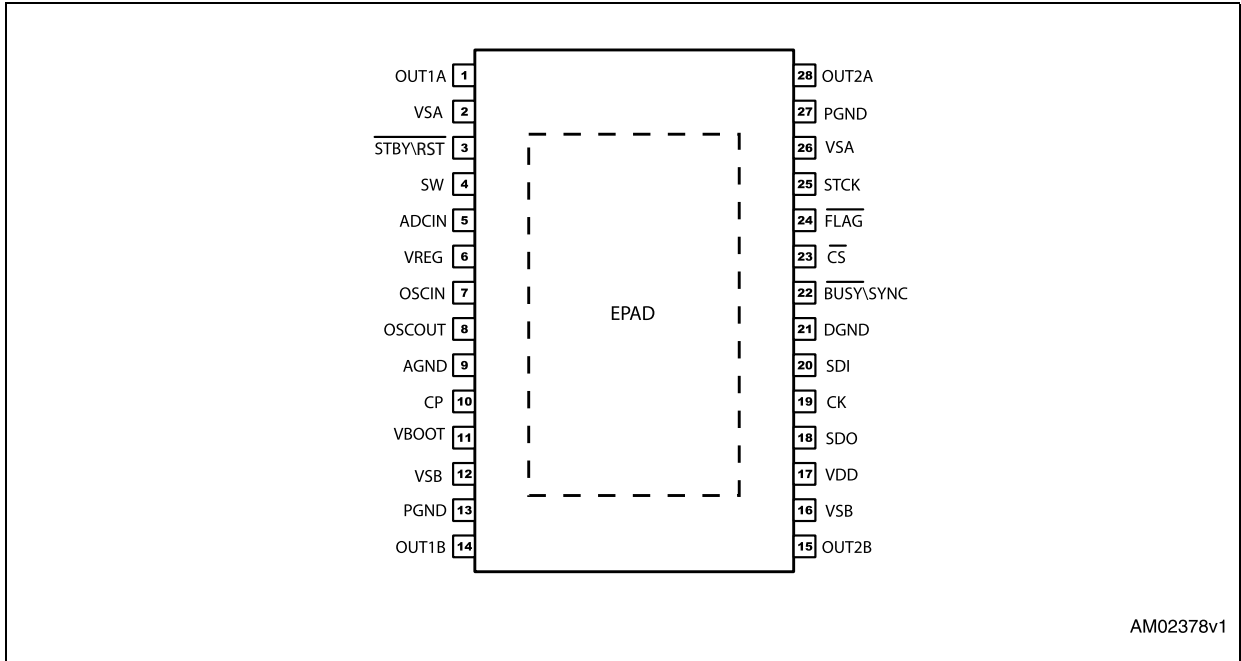 OUT1A 1 28 OUT2A
VSA 2 27 PGND
STBY\RST 3 26 VSA
SW 4 25 STCK
ADCIN 5 24 FLAG
VREG 6 23 CS
OSCIN 7 22 BUSY\SYNC
EPAD
OSCOUT 8 21 DGND
AGND 9 20 SDI
CP 10 19 CK
VBOOT 11 18 SDO
VSB 12 17 VDD
PGND 13 16 VSB
OUT1B 14 15 OUT2B
AM02378v1